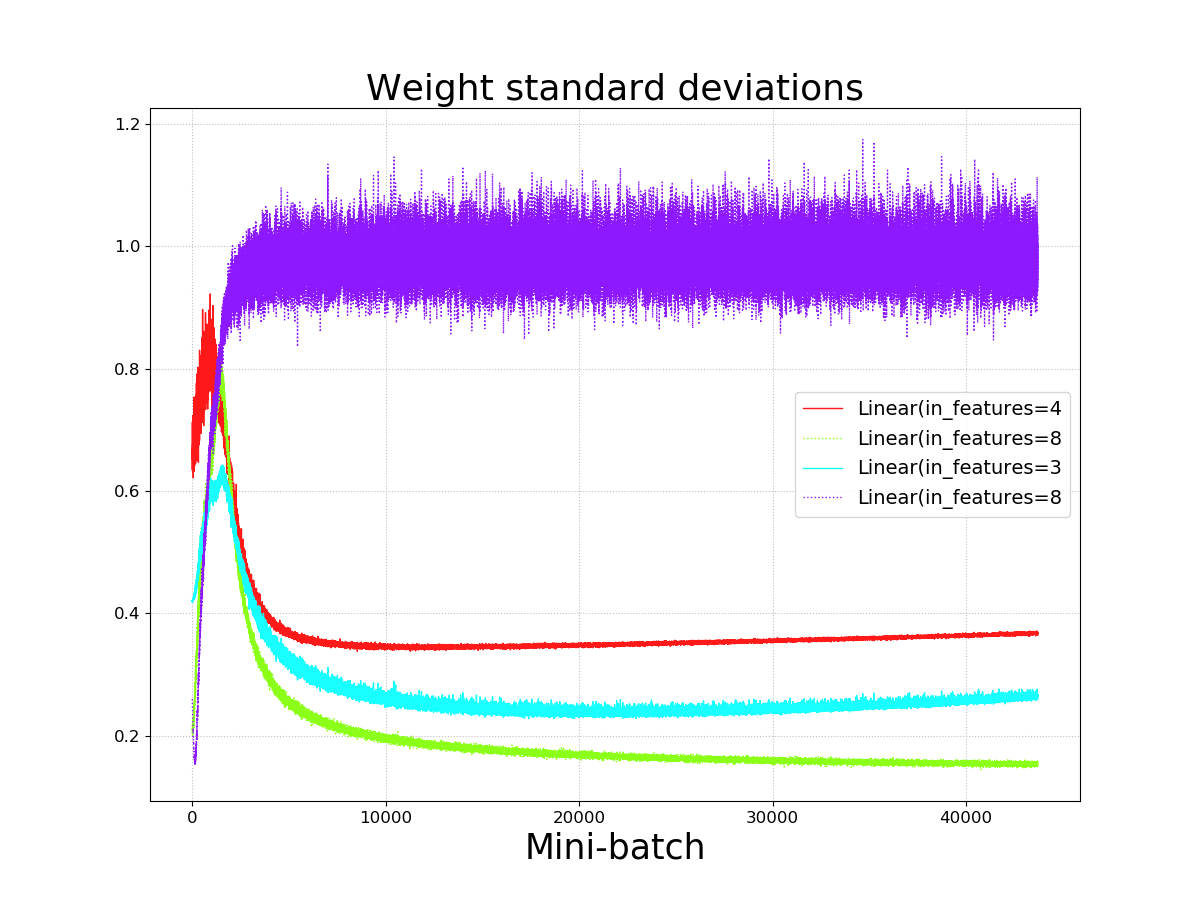 Weight standard deviations
1.2
1.0
0.8
0.6
0.4
0.2
Linear(in_features=4
Linear(in_features=8
Linear(in_features=3
Linear(in_features=8
0 10000 20000 30000 40000
Mini-batch